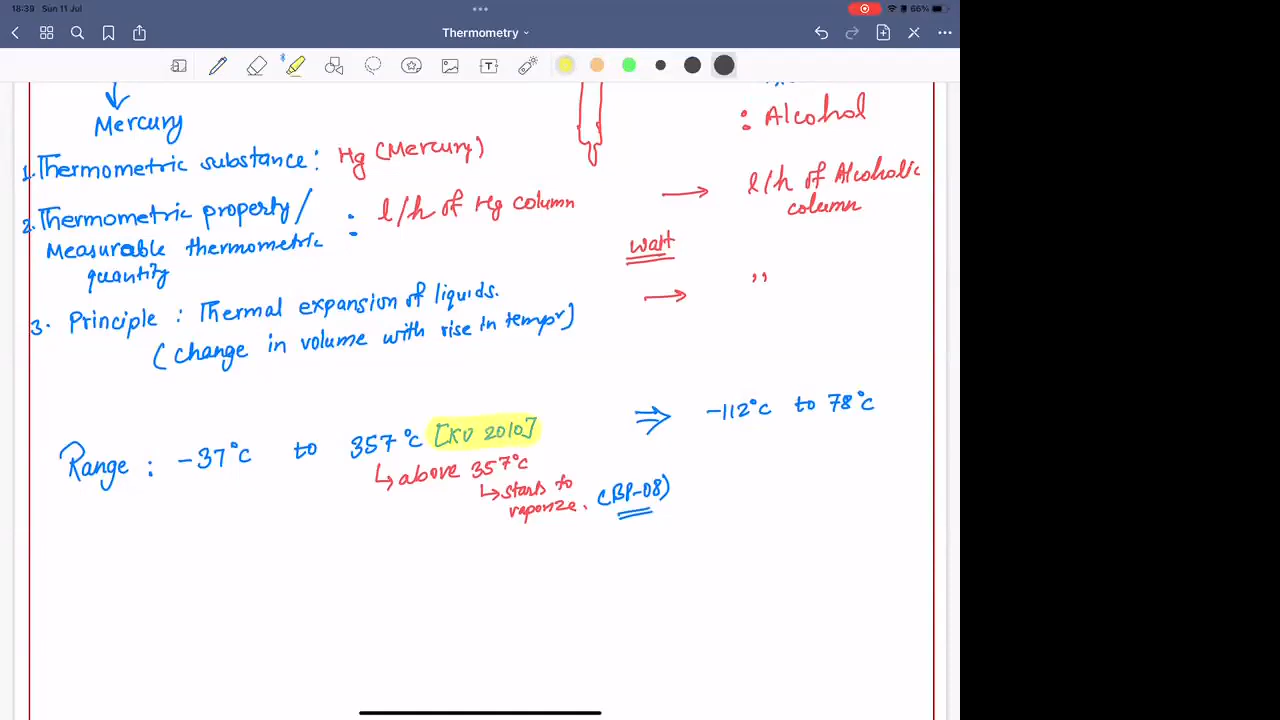 18:39 Sun 11 Jul
66%
Thermometry
T
Mercury
: Alcohol
1. Thermometric substance : Hg (Mercury)
2. Thermometric property / : l/h of Hg column → l/h of Alcoholic column
Measurable thermometric quantity
Watt
3. Principle : Thermal expansion of liquids. → ,,
(change in volume with rise in tempr)
Range : -37°C to 357°C [KU 2010] ⇒ -112°C to 78°C
↳ above 357°C
↳ starts to vaporize. (BP-08)